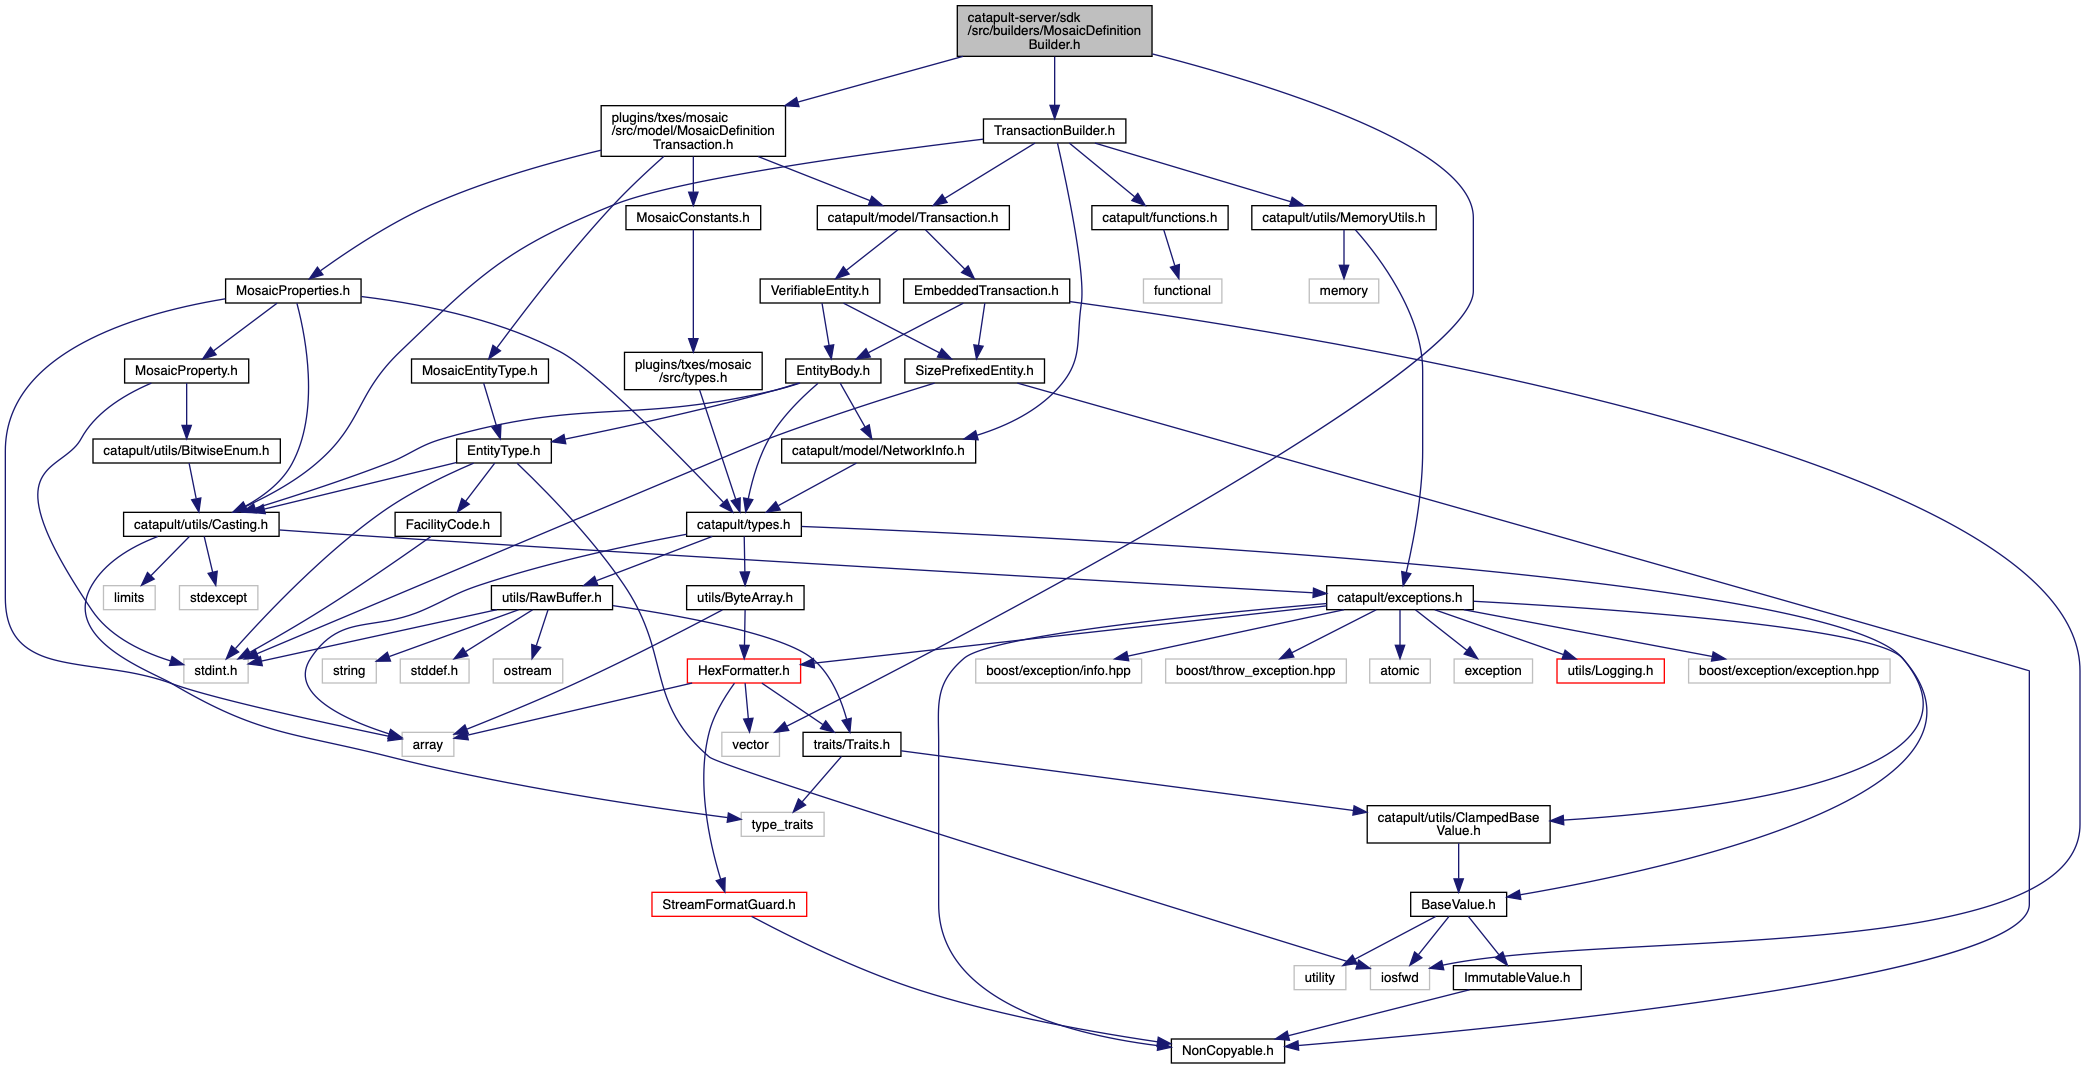 catapult-server/sdk
/src/builders/MosaicDefinition
Builder.h
plugins/txes/mosaic
/src/model/MosaicDefinition
Transaction.h
TransactionBuilder.h
MosaicConstants.h
catapult/model/Transaction.h
catapult/functions.h
catapult/utils/MemoryUtils.h
MosaicProperties.h
VerifiableEntity.h
EmbeddedTransaction.h
functional
memory
MosaicProperty.h
MosaicEntityType.h
plugins/txes/mosaic
/src/types.h
EntityBody.h
SizePrefixedEntity.h
catapult/utils/BitwiseEnum.h
EntityType.h
catapult/model/NetworkInfo.h
catapult/utils/Casting.h
FacilityCode.h
catapult/types.h
limits
stdexcept
utils/RawBuffer.h
utils/ByteArray.h
catapult/exceptions.h
stdint.h
string
stddef.h
ostream
HexFormatter.h
boost/exception/info.hpp
boost/throw_exception.hpp
atomic
exception
utils/Logging.h
boost/exception/exception.hpp
array
vector
traits/Traits.h
type_traits
catapult/utils/ClampedBase
Value.h
StreamFormatGuard.h
BaseValue.h
utility
iosfwd
ImmutableValue.h
NonCopyable.h